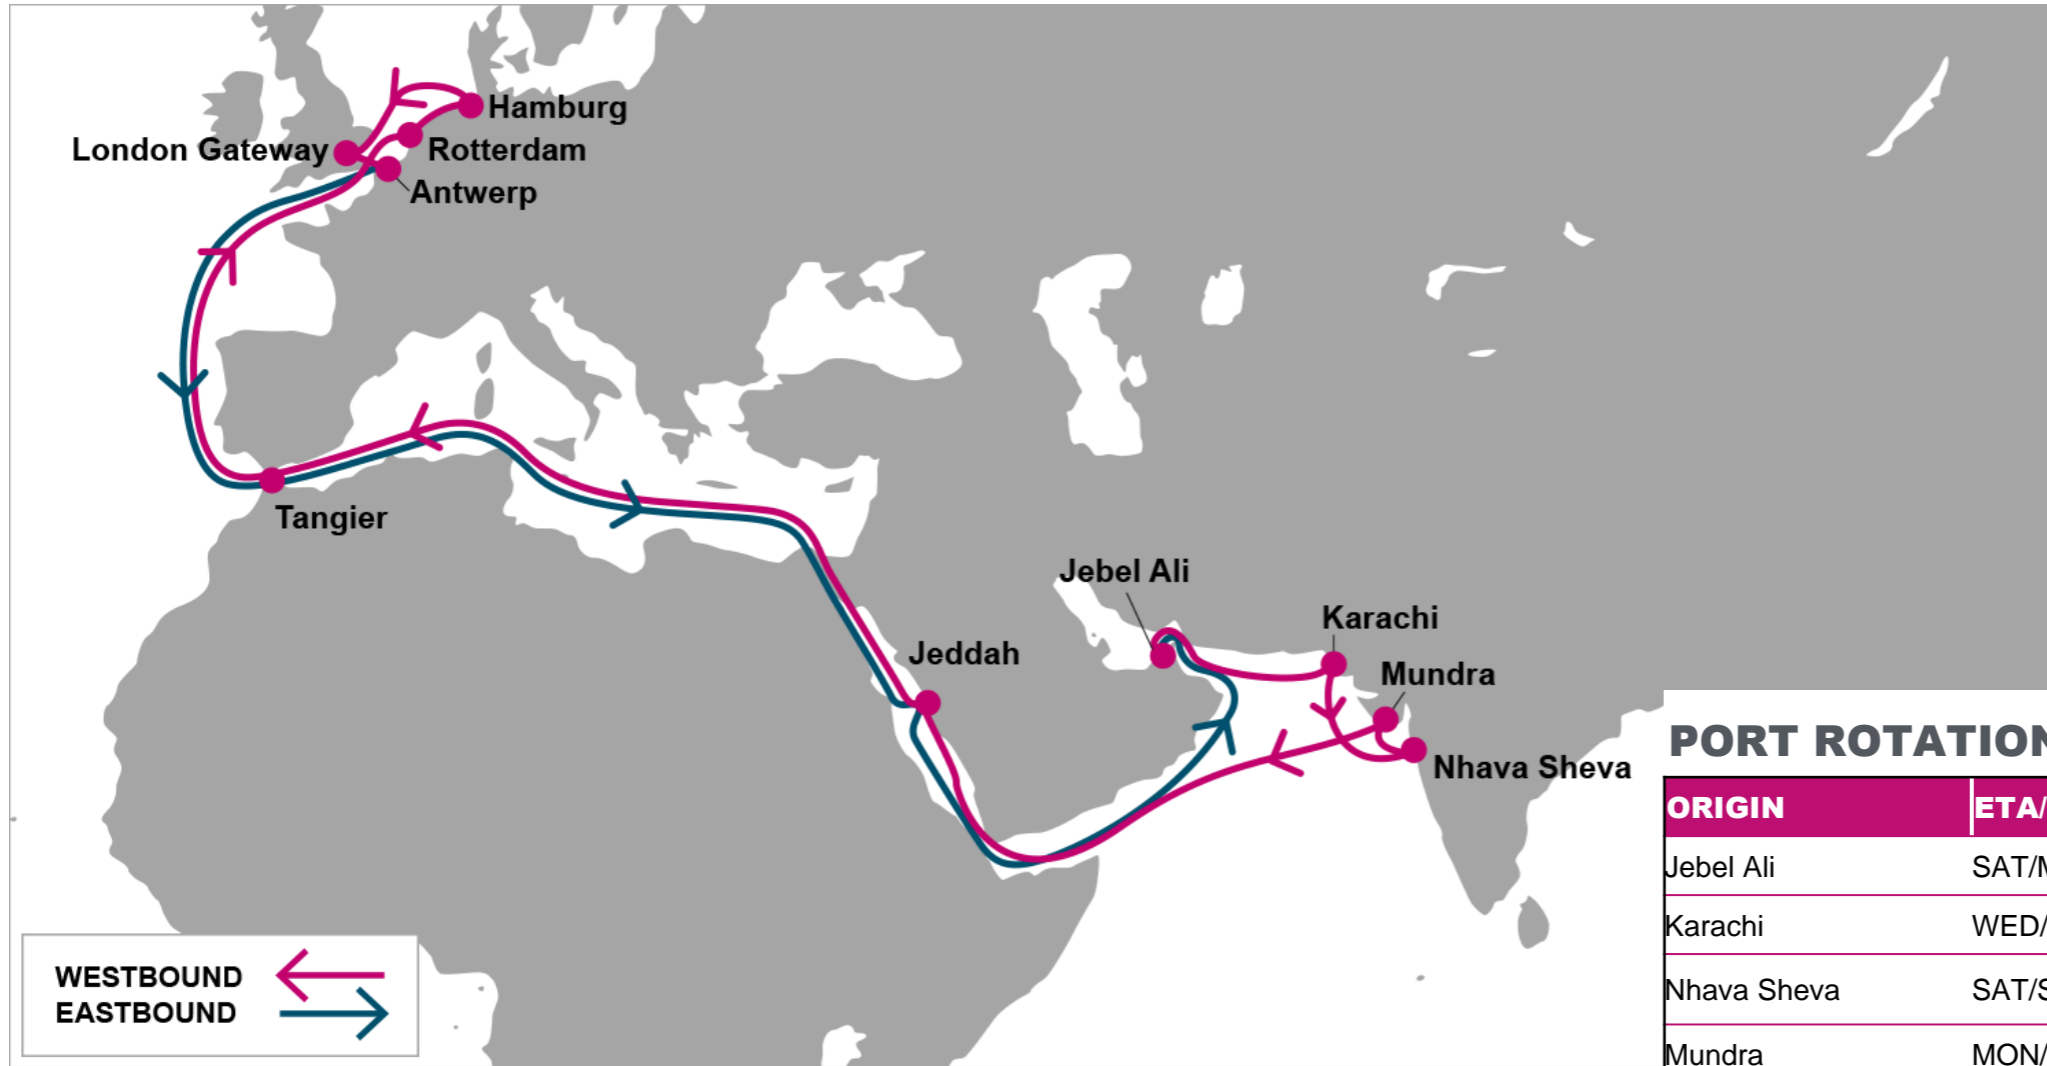 Hamburg
London Gateway
Rotterdam
Antwerp
Tangier
Jebel Ali
Karachi
Jeddah
Mundra
Nhava Sheva
WESTBOUND
EASTBOUND
PORT ROTATION
ORIGIN ETA/
Jebel Ali SAT/M
Karachi WED/
Nhava Sheva SAT/S
Mundra MON/